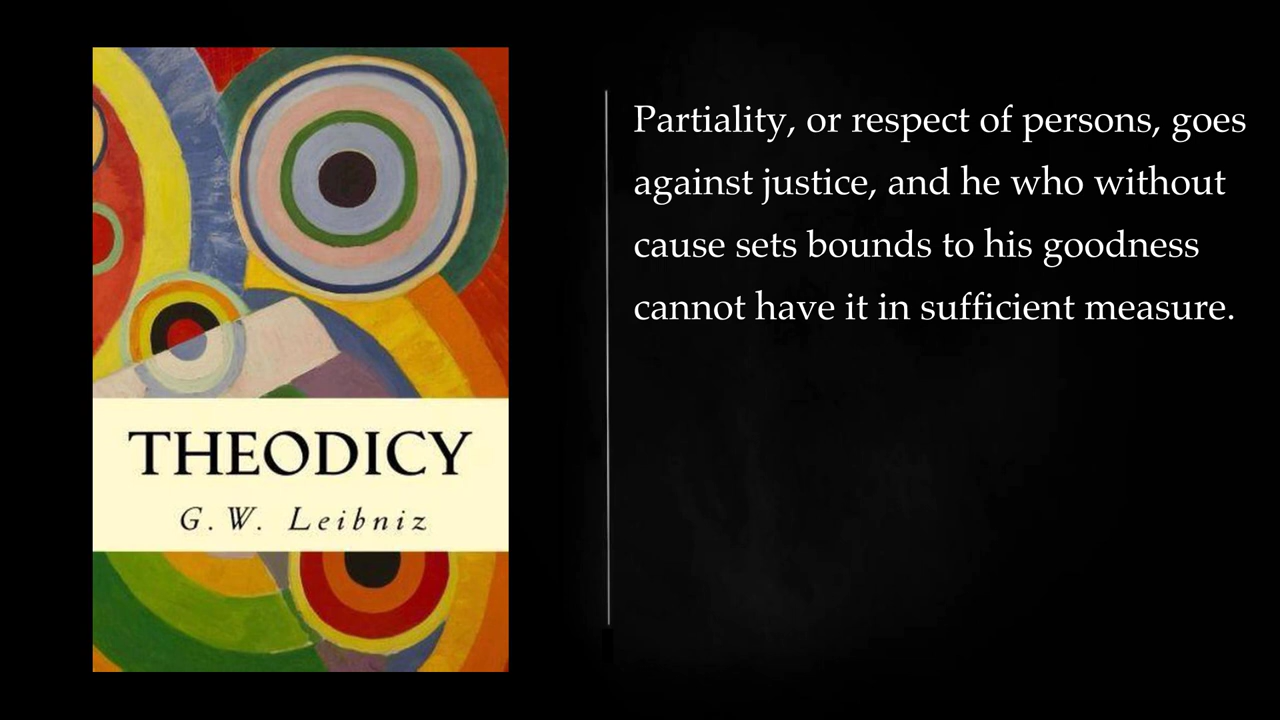 THEODICY
G. W. Leibniz
Partiality, or respect of persons, goes
against justice, and he who without
cause sets bounds to his goodness
cannot have it in sufficient measure.